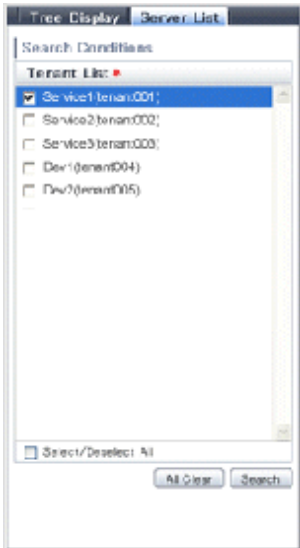 Tree Display Server List
Search Conditions
Tenant List *
Service1(tenant001)
Service2(tenant002)
Service3(tenant003)
Dev1(tenant004)
Dev2(tenant005)
Select/Deselect All
All Clear Search